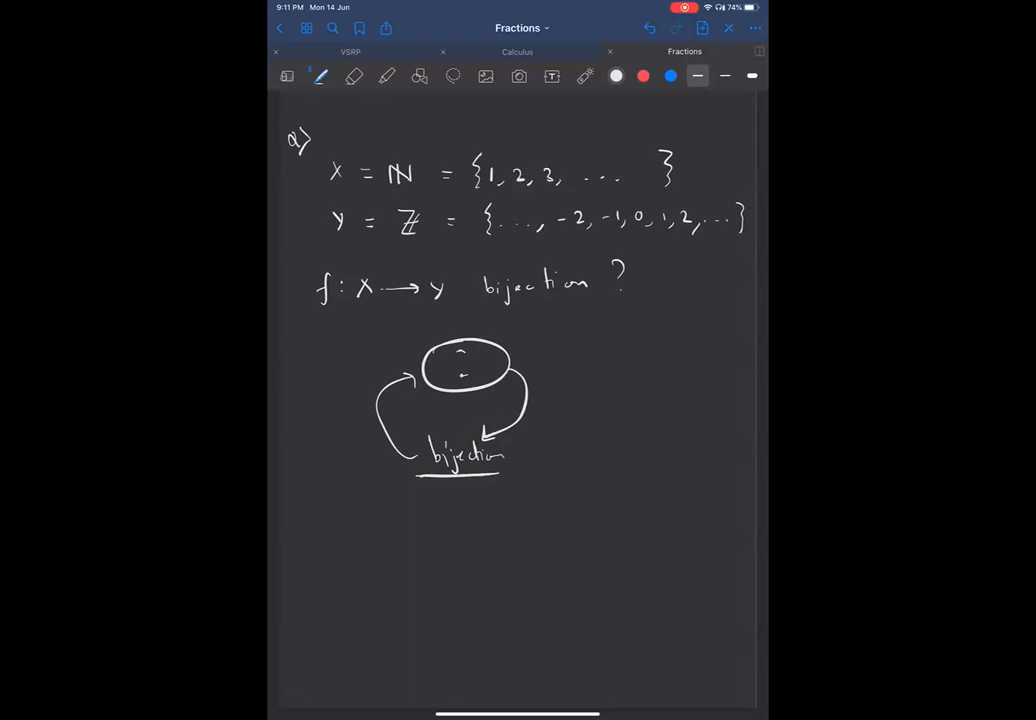 9:11 PM Mon 14 Jun 74%
Fractions
VSRP Calculus Fractions
Q)
X = ℕ = {1, 2, 3, ... }
Y = ℤ = {..., -2, -1, 0, 1, 2, ...}
f: X → Y bijection ?
bijection